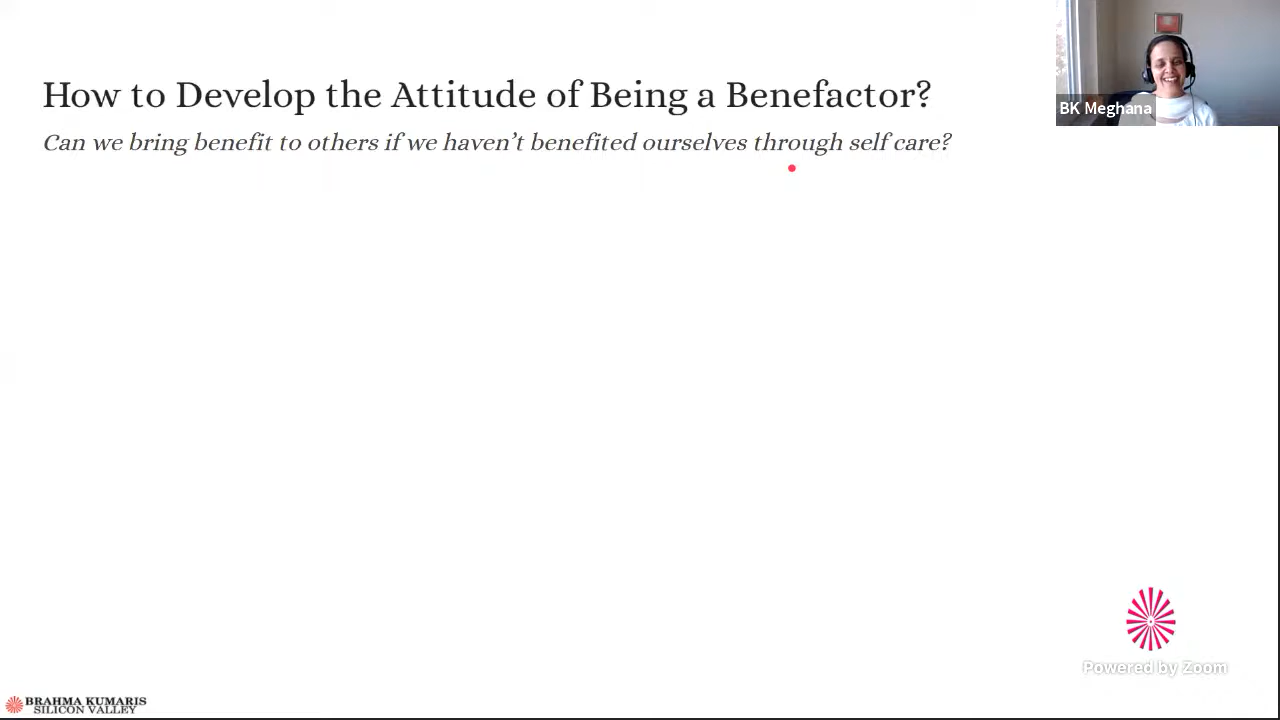 How to Develop the Attitude of Being a Benefactor?
Can we bring benefit to others if we haven't benefited ourselves through self care?
BK Meghana
Powered by Zoom
BRAHMA KUMARIS
SILICON VALLEY